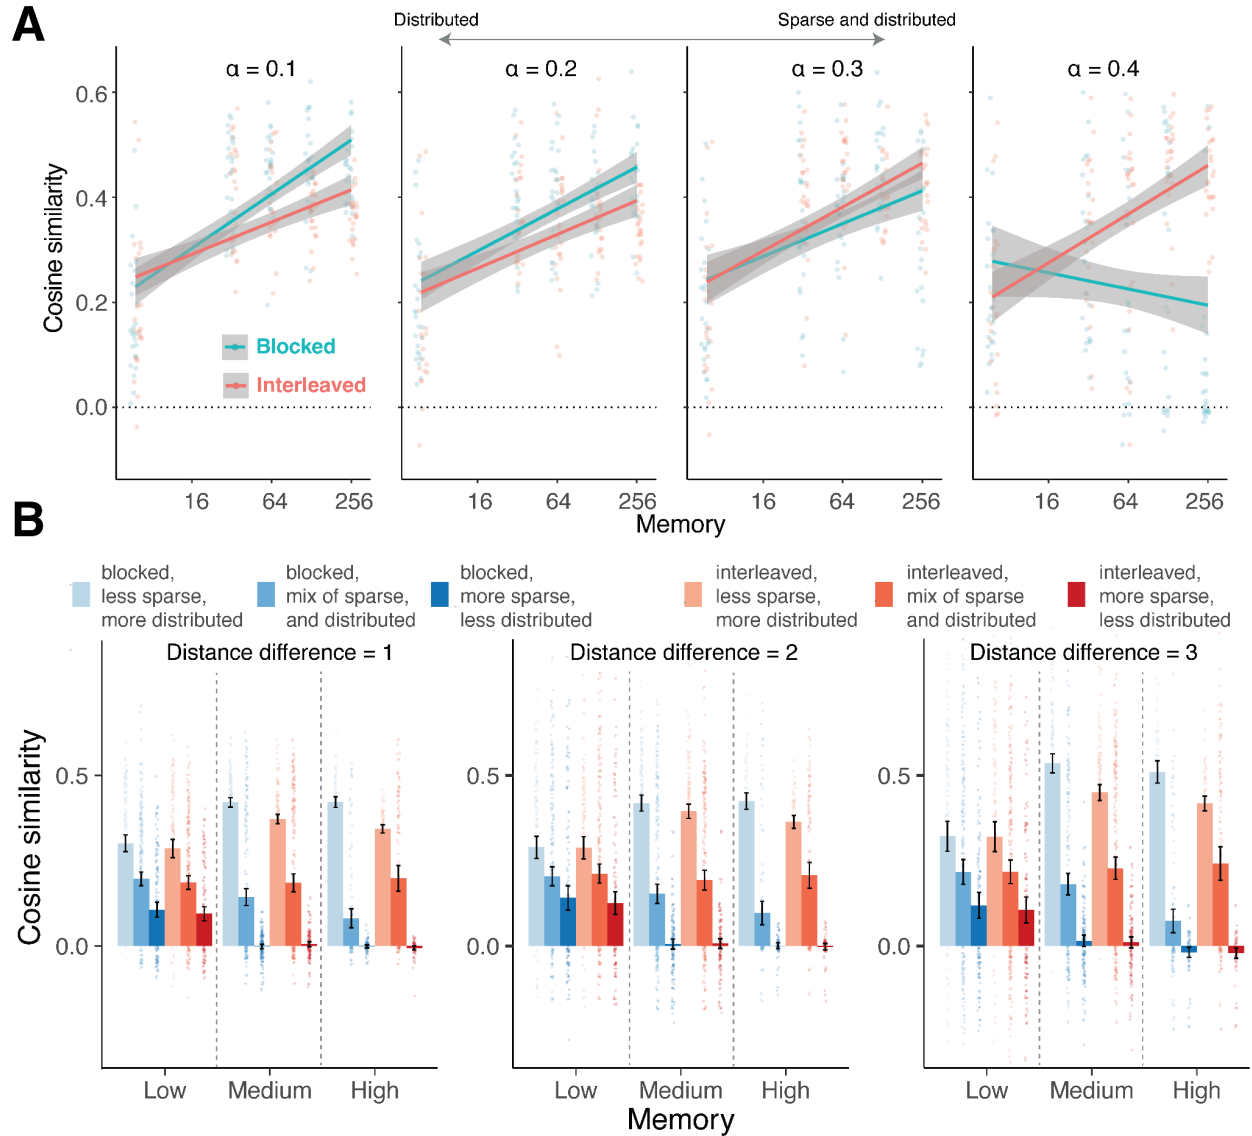 A
Distributed
Sparse and distributed
α = 0.1
α = 0.2
α = 0.3
α = 0.4
Cosine similarity
0.6
0.4
0.2
0.0
Blocked
Interleaved
16 64 256
16 64 256
16 64 256
16 64 256
Memory
B
blocked,
less sparse,
more distributed
blocked,
mix of sparse,
and distributed
blocked,
more sparse,
less distributed
interleaved,
less sparse,
more distributed
interleaved,
mix of sparse
and distributed
interleaved,
more sparse,
less distributed
Distance difference = 1
Distance difference = 2
Distance difference = 3
Cosine similarity
0.5
0.0
0.5
0.0
0.5
0.0
Low Medium High
Low Medium High
Low Medium High
Memory